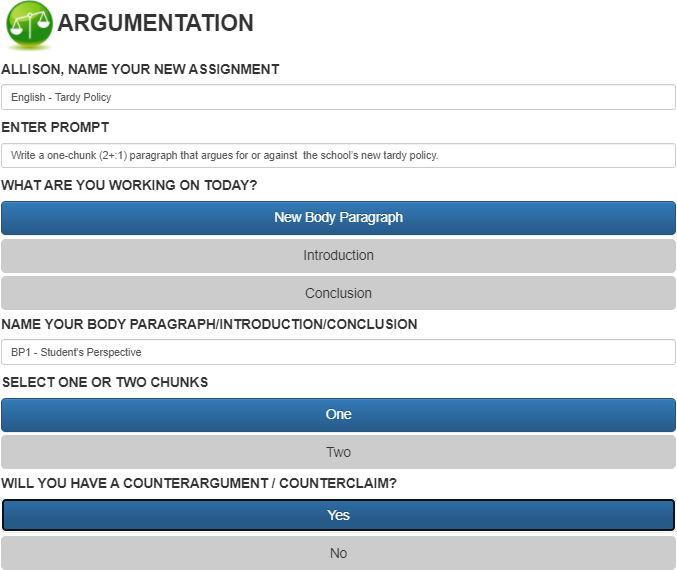 ARGUMENTATION
ALLISON, NAME YOUR NEW ASSIGNMENT
English - Tardy Policy
ENTER PROMPT
Write a one-chunk (2+:1) paragraph that argues for or against  the school's new tardy policy.
WHAT ARE YOU WORKING ON TODAY?
New Body Paragraph
Introduction
Conclusion
NAME YOUR BODY PARAGRAPH/INTRODUCTION/CONCLUSION
BP1 - Student's Perspective
SELECT ONE OR TWO CHUNKS
One
Two
WILL YOU HAVE A COUNTERARGUMENT / COUNTERCLAIM?
Yes
No